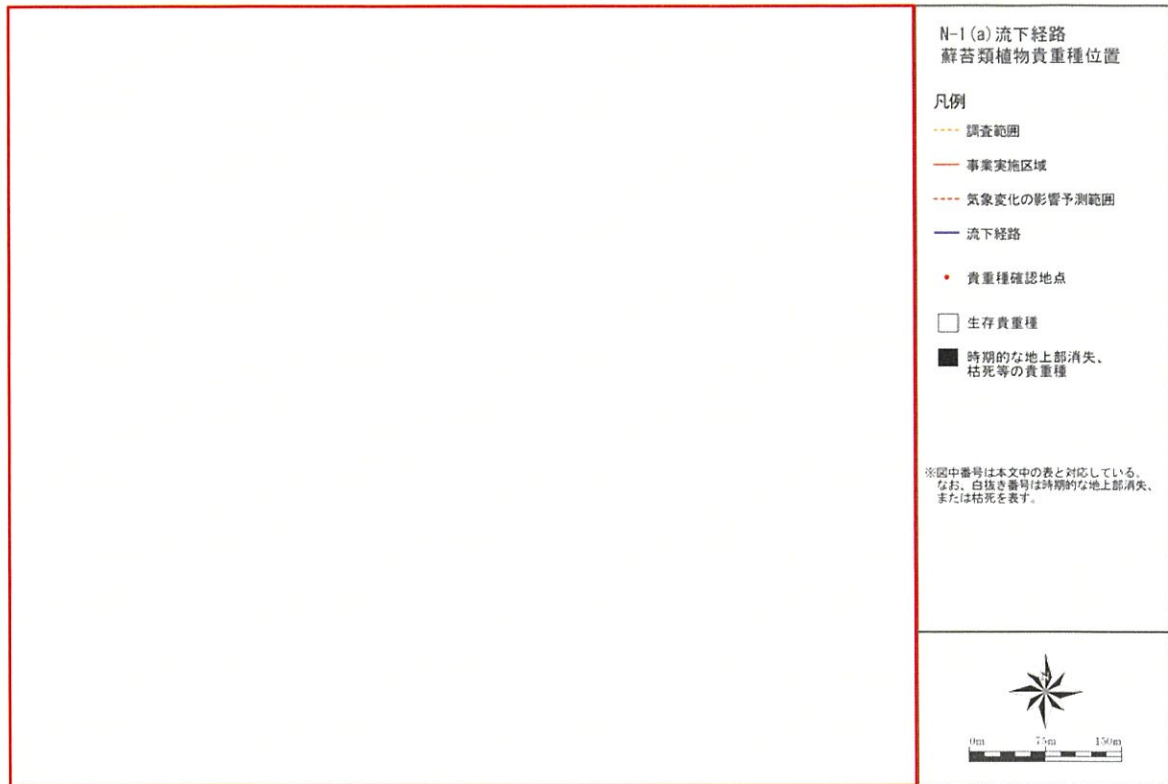 N-1(a)流下経路
蘚苔類植物貴重種位置
凡例
調査範囲
事業実施区域
気象変化の影響予測範囲
流下経路
貴重種確認地点
生存貴重種
時期的な地上部消失、
枯死等の貴重種
※図中番号は本文中の表と対応している。
なお、白抜き番号は時期的な地上部消失、
または枯死を表す。
N
0m 75m 150m